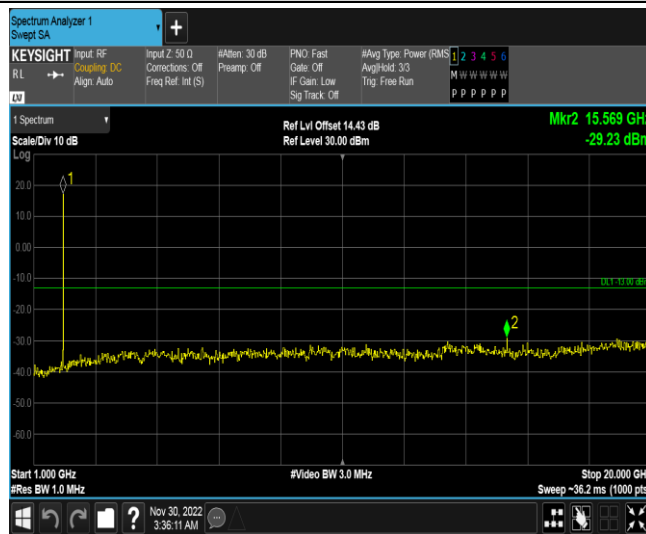 Spectrum Analyzer 1
Swept SA
+
KEYSIGHT
RL
Input: RF
Coupling: DC
Align: Auto
Input Z: 50 Ω
Corrections: Off
Freq Ref: Int (S)
#Atten: 30 dB
Preamp: Off
PNO: Fast
Gate: Off
IF Gain: Low
Sig Track: Off
#Avg Type: Power (RMS
Avg|Hold: 3/3
Trig: Free Run
1 2 3 4 5 6
M W W W W W
P P P P P P
1 Spectrum
Scale/Div 10 dB
Log
Ref Lvl Offset 14.43 dB
Ref Level 30.00 dBm
Mkr2 15.569 GHz
-29.23 dBm
1
20.0
10.0
0.00
-10.0
DL1 -13.00 dBm
-20.0
2
-30.0
-40.0
-50.0
-60.0
Start 1.000 GHz
#Res BW 1.0 MHz
#Video BW 3.0 MHz
Stop 20.000 GHz
Sweep ~36.2 ms (1000 pts)
?
Nov 30, 2022
3:36:11 AM